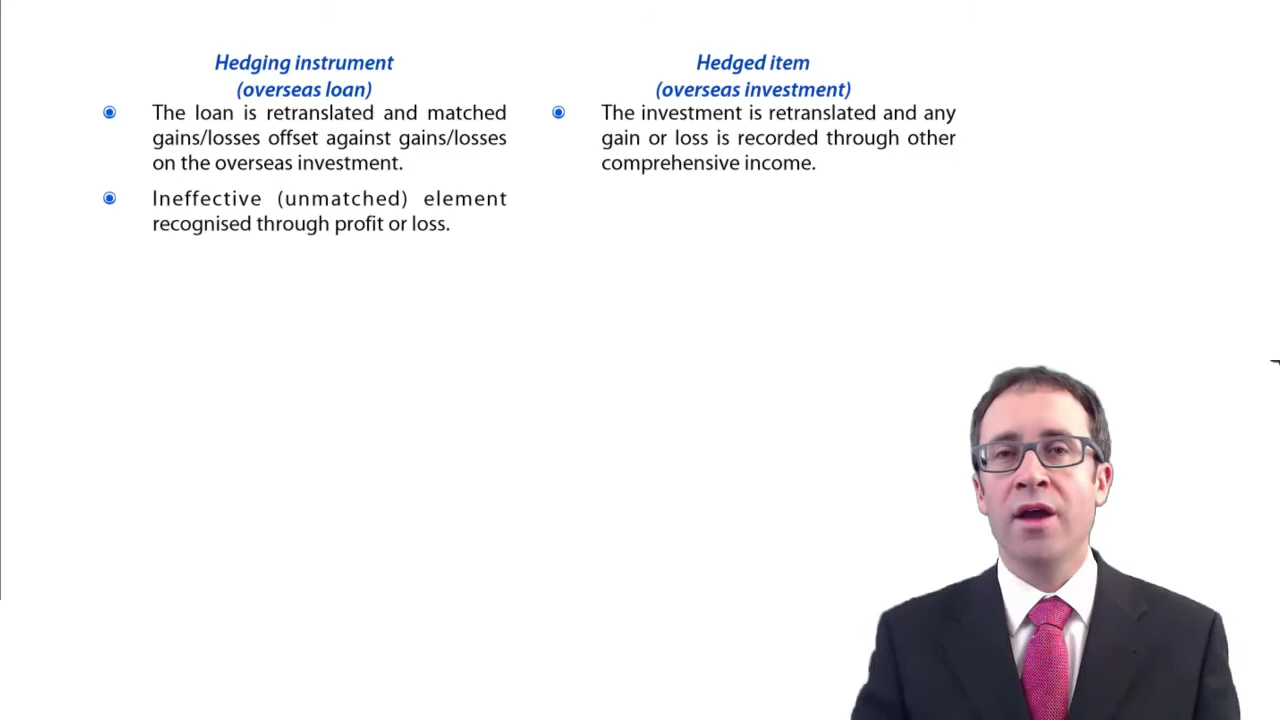 Hedging instrument
(overseas loan)
The loan is retranslated and matched
gains/losses offset against gains/losses
on the overseas investment.
Ineffective (unmatched) element
recognised through profit or loss.
Hedged item
(overseas investment)
The investment is retranslated and any
gain or loss is recorded through other
comprehensive income.